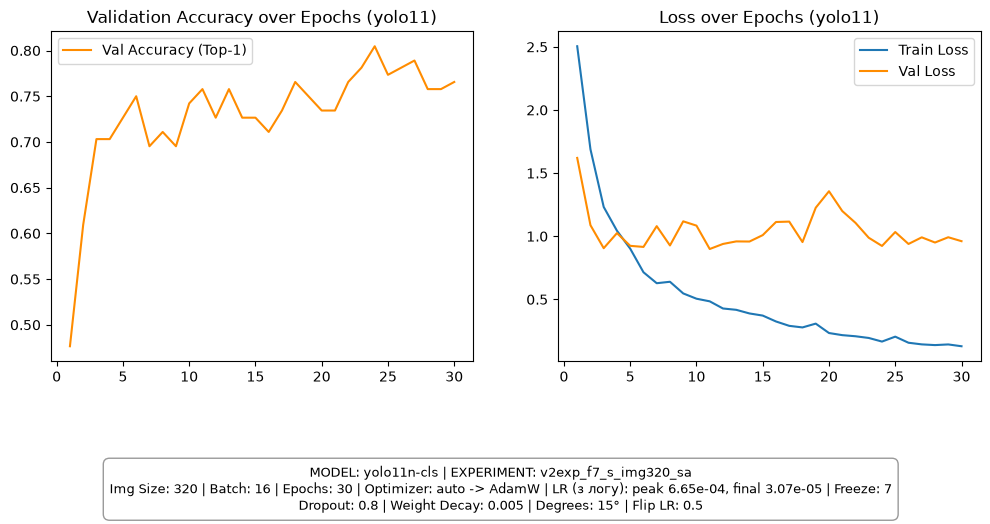 Validation Accuracy over Epochs (yolo11)
Val Accuracy (Top-1)
0.80
0.75
0.70
0.65
0.60
0.55
0.50
0 5 10 15 20 25 30
Loss over Epochs (yolo11)
Train Loss
Val Loss
2.5
2.0
1.5
1.0
0.5
0 5 10 15 20 25 30
MODEL: yolo11n-cls | EXPERIMENT: v2exp_f7_s_img320_sa
Img Size: 320 | Batch: 16 | Epochs: 30 | Optimizer: auto -> AdamW | LR (з логу): peak 6.65e-04, final 3.07e-05 | Freeze: 7
Dropout: 0.8 | Weight Decay: 0.005 | Degrees: 15° | Flip LR: 0.5